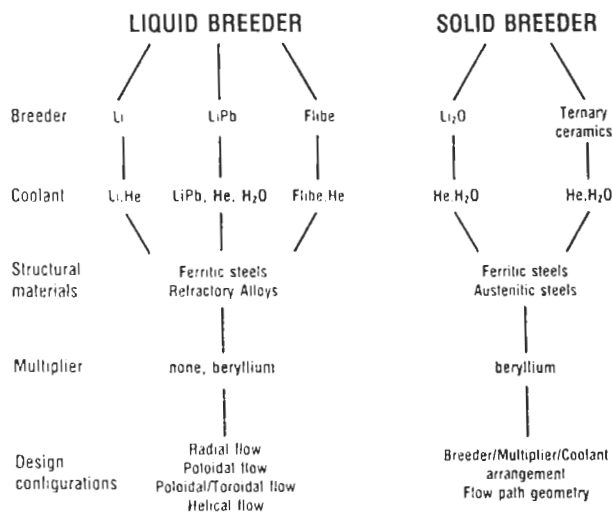 LIQUID BREEDER SOLID BREEDER
Breeder Li LiPb Flibe Li₂O Ternary
ceramics
Coolant Li,He LiPb, He, H₂O Flibe,He He,H₂O He,H₂O
Structural
materials
Ferritic steels
Refractory Alloys
Ferritic steels
Austenitic steels
Multiplier none, beryllium beryllium
Design
configurations
Radial flow
Poloidal flow
Poloidal/Toroidal flow
Helical flow
Breeder/Multiplier/Coolant
arrangement
Flow path geometry